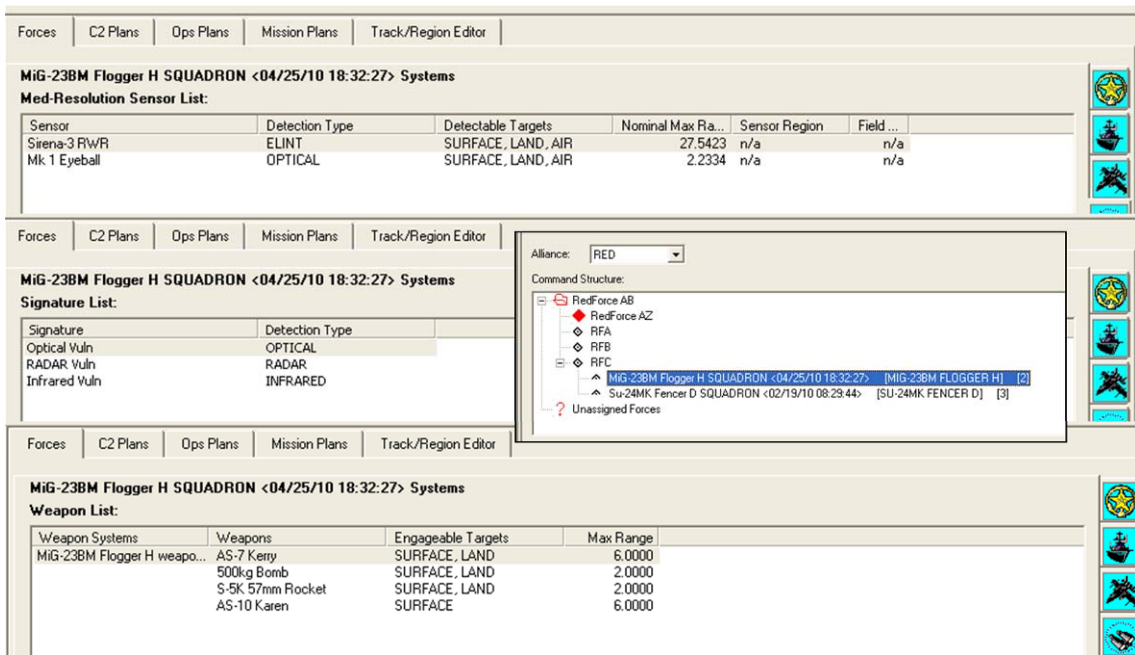 Forces C2 Plans Ops Plans Mission Plans Track/Region Editor
MiG-23BM Flogger H SQUADRON <04/25/10 18:32:27> Systems
Med-Resolution Sensor List:
Sensor Detection Type Detectable Targets Nominal Max Ra... Sensor Region Field ...
Sirena-3 RWR ELINT SURFACE, LAND, AIR 27.5423 n/a n/a
Mk 1 Eyeball OPTICAL SURFACE, LAND, AIR 2.2334 n/a n/a
Forces C2 Plans Ops Plans Mission Plans Track/Region Editor
MiG-23BM Flogger H SQUADRON <04/25/10 18:32:27> Systems
Signature List:
Signature Detection Type
Optical Vuln OPTICAL
RADAR Vuln RADAR
Infrared Vuln INFRARED
Alliance: RED
Command Structure:
RedForce AB
RedForce AZ
RFA
RFB
RFC
MiG-23BM Flogger H SQUADRON <04/25/10 18:32:27> [MIG-23BM FLOGGER H] [2]
Su-24MK Fencer D SQUADRON <02/19/10 08:29:44> [SU-24MK FENCER D] [3]
Unassigned Forces
Forces C2 Plans Ops Plans Mission Plans Track/Region Editor
MiG-23BM Flogger H SQUADRON <04/25/10 18:32:27> Systems
Weapon List:
Weapon Systems Weapons Engageable Targets Max Range
MiG-23BM Flogger H weapo... AS-7 Kerry SURFACE, LAND 6.0000
500kg Bomb SURFACE, LAND 2.0000
S-5K 57mm Rocket SURFACE, LAND 2.0000
AS-10 Karen SURFACE 6.0000